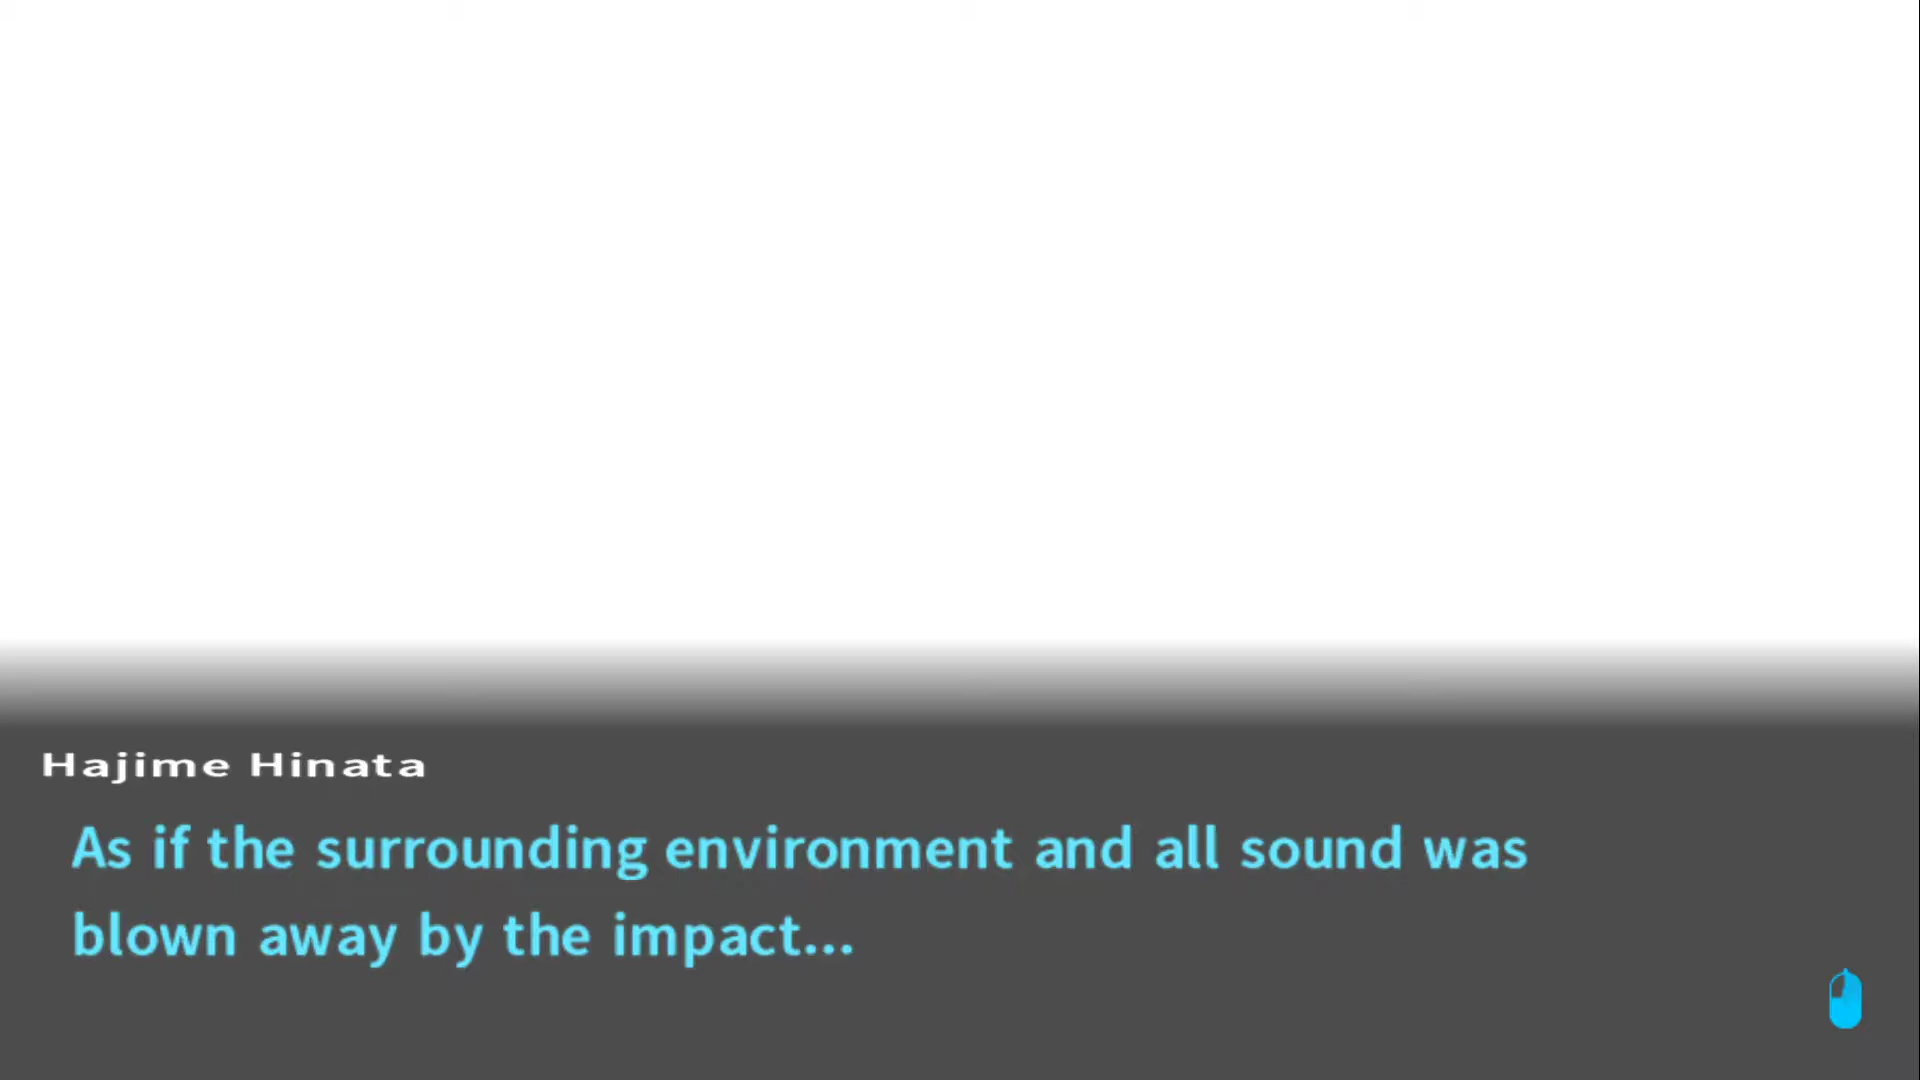 Hajime Hinata
As if the surrounding environment and all sound was
blown away by the impact...